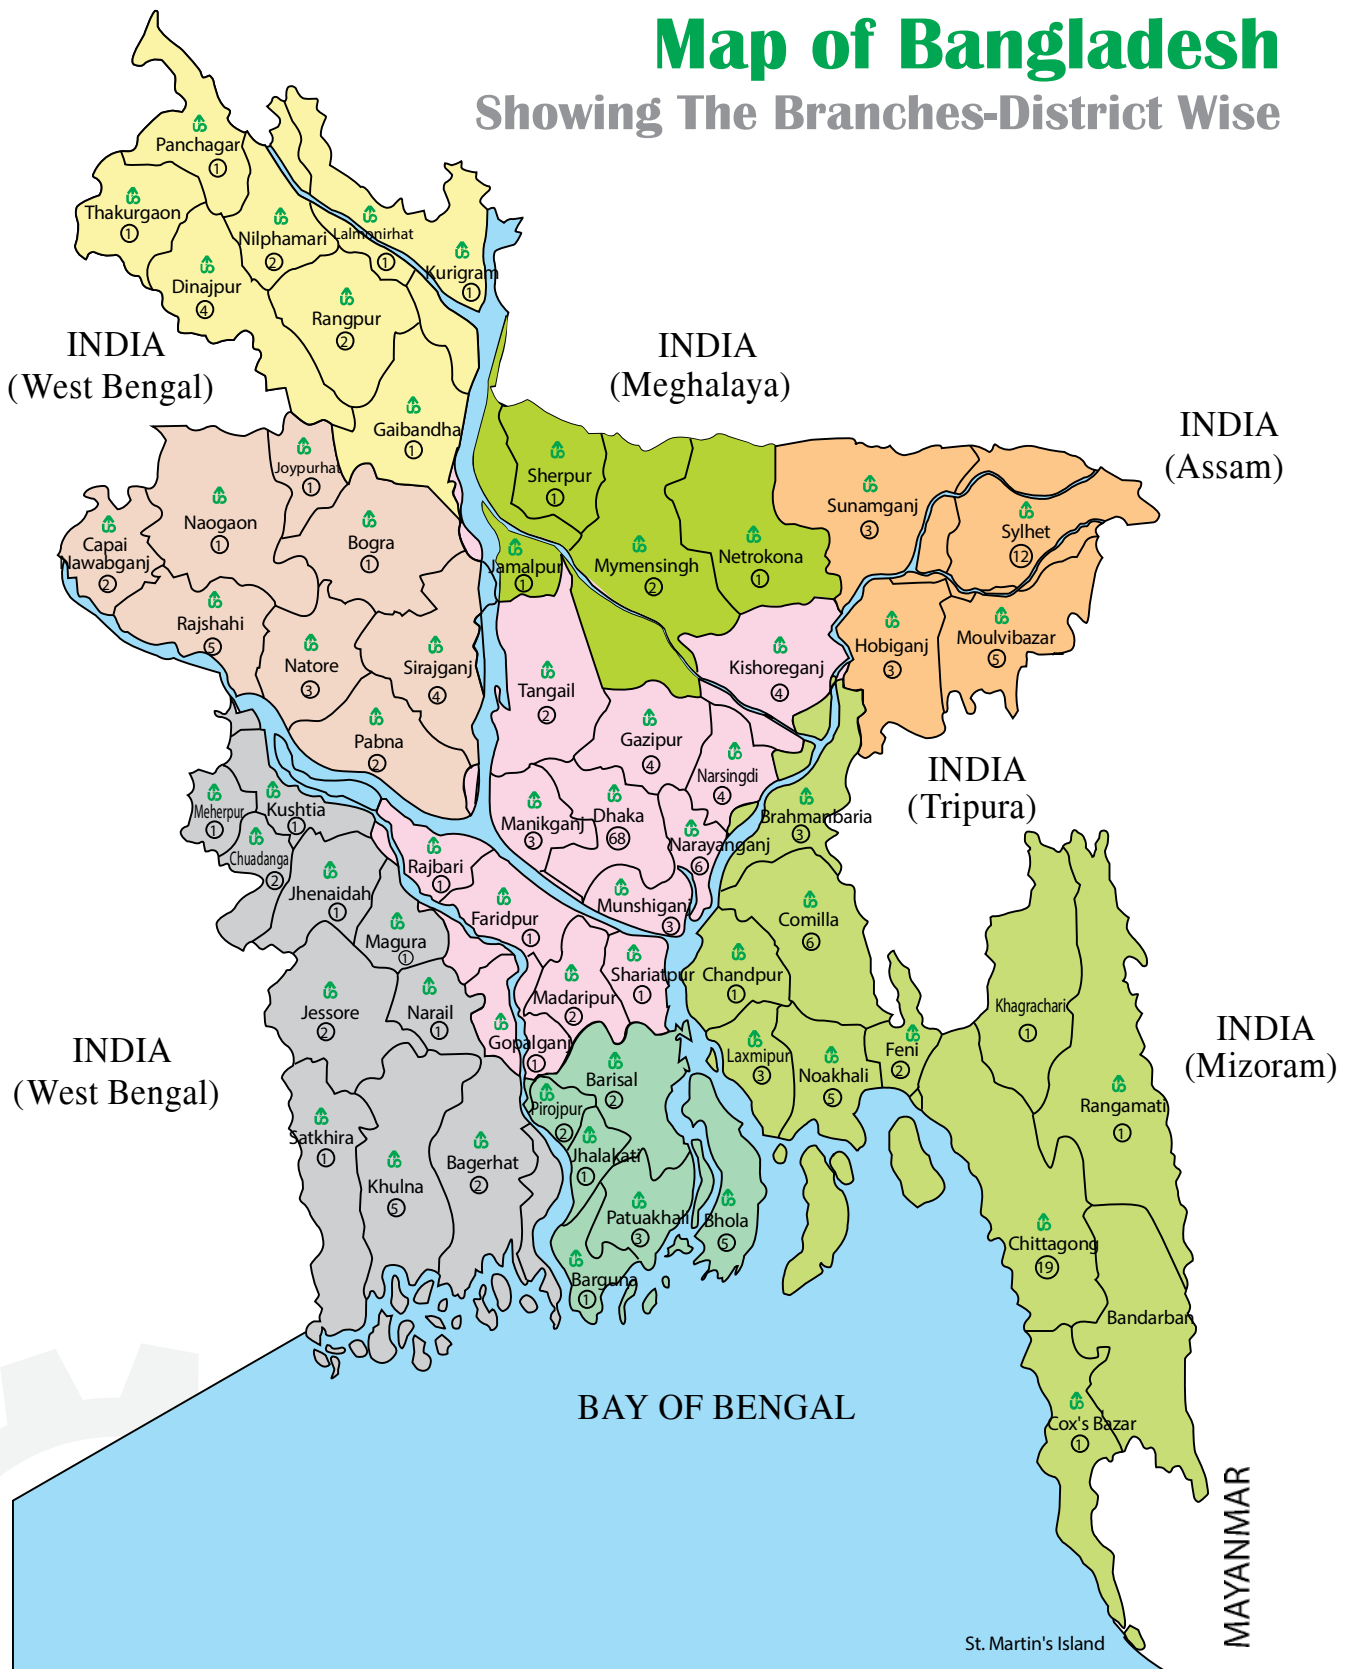 Map of Bangladesh
Showing The Branches-District Wise
Panchagar
1
Thakurgaon
1
Nilphamari
2
Lalmonirhat
1
Kurigram
1
Dinajpur
4
Rangpur
2
INDIA
(West Bengal)
INDIA
(Meghalaya)
Gaibandha
1
INDIA
(Assam)
Joypurhat
1
Sherpur
1
Sunamganj
3
Sylhet
12
Naogaon
1
Bogra
1
Capai
Nawabganj
2
Jamalpur
1
Mymensingh
2
Netrokona
1
Rajshahi
5
Natore
3
Sirajganj
4
Hobiganj
3
Moulvibazar
5
Kishoreganj
4
Tangail
2
Pabna
2
Gazipur
4
Narsingdi
4
INDIA
(Tripura)
Meherpur
1
Kushtia
1
Chuadanga
2
Manikganj
3
Dhaka
68
Narayanganj
6
Brahmanbaria
3
Rajbari
1
Jhenaidah
1
Faridpur
1
Munshiganj
3
Comilla
6
Magura
1
Shariatpur
1
Chandpur
1
Madaripur
2
Khagrachari
1
Jessore
2
Narail
1
Gopalganj
1
INDIA
(West Bengal)
INDIA
(Mizoram)
Laxmipur
3
Noakhali
5
Feni
2
Barisal
2
Pirojpur
2
Rangamati
1
Satkhira
1
Khulna
5
Bagerhat
2
Jhalakati
1
Patuakhali
3
Bhola
5
Chittagong
19
Barguna
1
Bandarban
BAY OF BENGAL
Cox's Bazar
1
MAYANMAR
St. Martin's Island